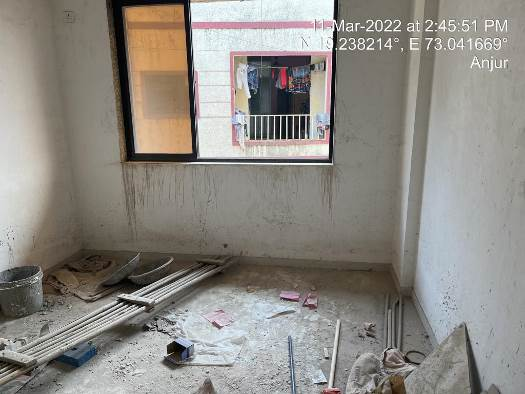 11-Mar-2022 at 2:45:51 PM
N 19.238214°, E 73.041669°
Anjur